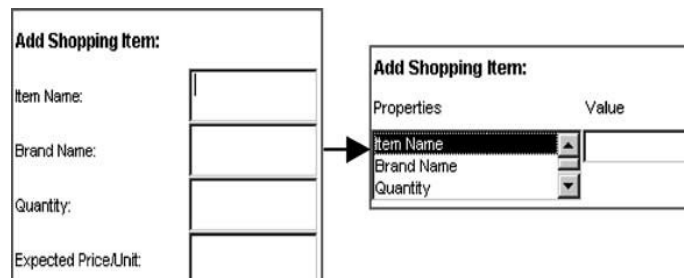 Add Shopping Item:
Item Name:
Brand Name:
Quantity:
Expected Price/Unit:
Add Shopping Item:
Properties Value
Item Name
Brand Name
Quantity